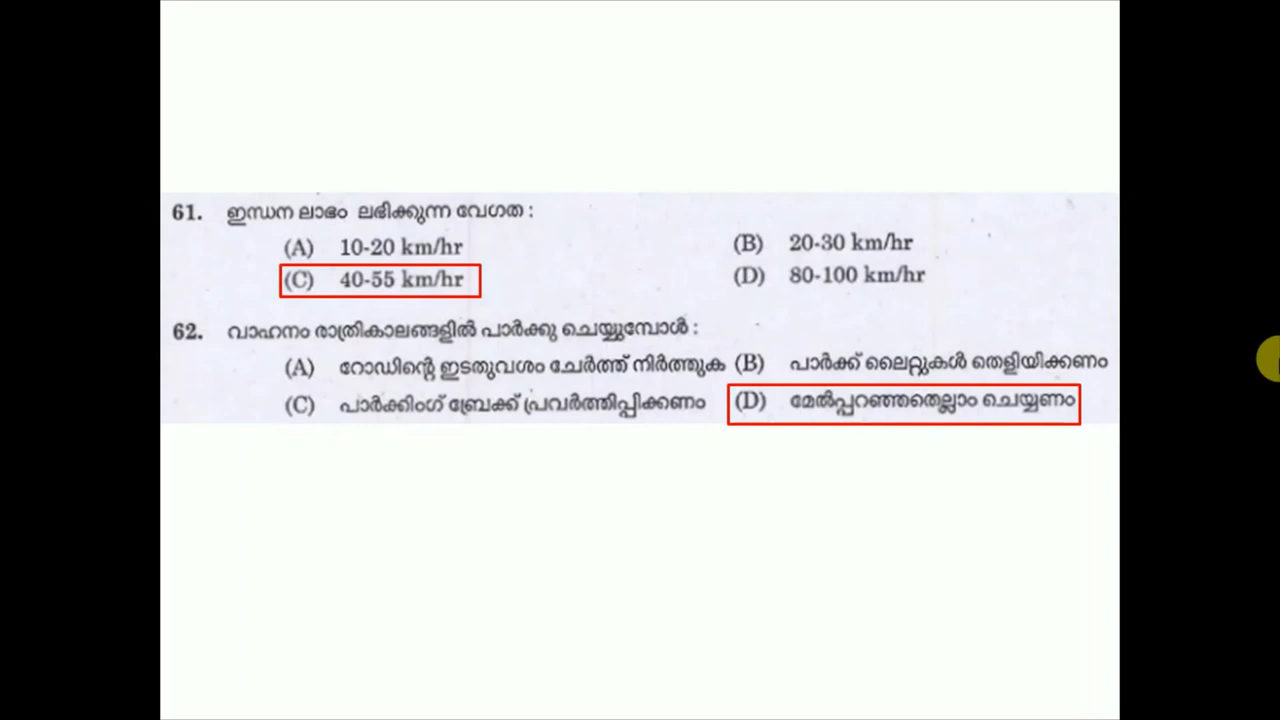 61. ഇന്ധന ലാഭം ലഭിക്കുന്ന വേഗത :
(A) 10-20 km/hr (B) 20-30 km/hr
(C) 40-55 km/hr (D) 80-100 km/hr
62. വാഹനം രാത്രികാലങ്ങളിൽ പാർക്കു ചെയ്യുമ്പോൾ :
(A) റോഡിന്റെ ഇടതുവശം ചേർത്ത് നിർത്തുക (B) പാർക്ക് ലൈറ്റുകൾ തെളിയിക്കണം
(C) പാർക്കിംഗ് ബ്രേക്ക് പ്രവർത്തിപ്പിക്കണം (D) മേൽപ്പറഞ്ഞതെല്ലാം ചെയ്യണം